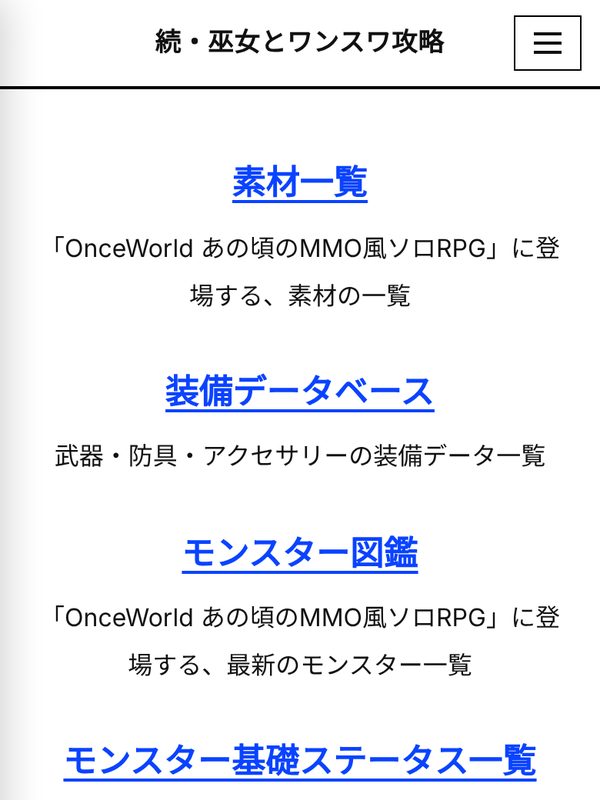 続・巫女とワンスワ攻略
素材一覧
「OnceWorld あの頃のMMO風ソロRPG」に登
場する、素材の一覧
装備データベース
武器・防具・アクセサリーの装備データ一覧
モンスター図鑑
「OnceWorld あの頃のMMO風ソロRPG」に登
場する、最新のモンスター一覧
モンスター基礎ステータス一覧